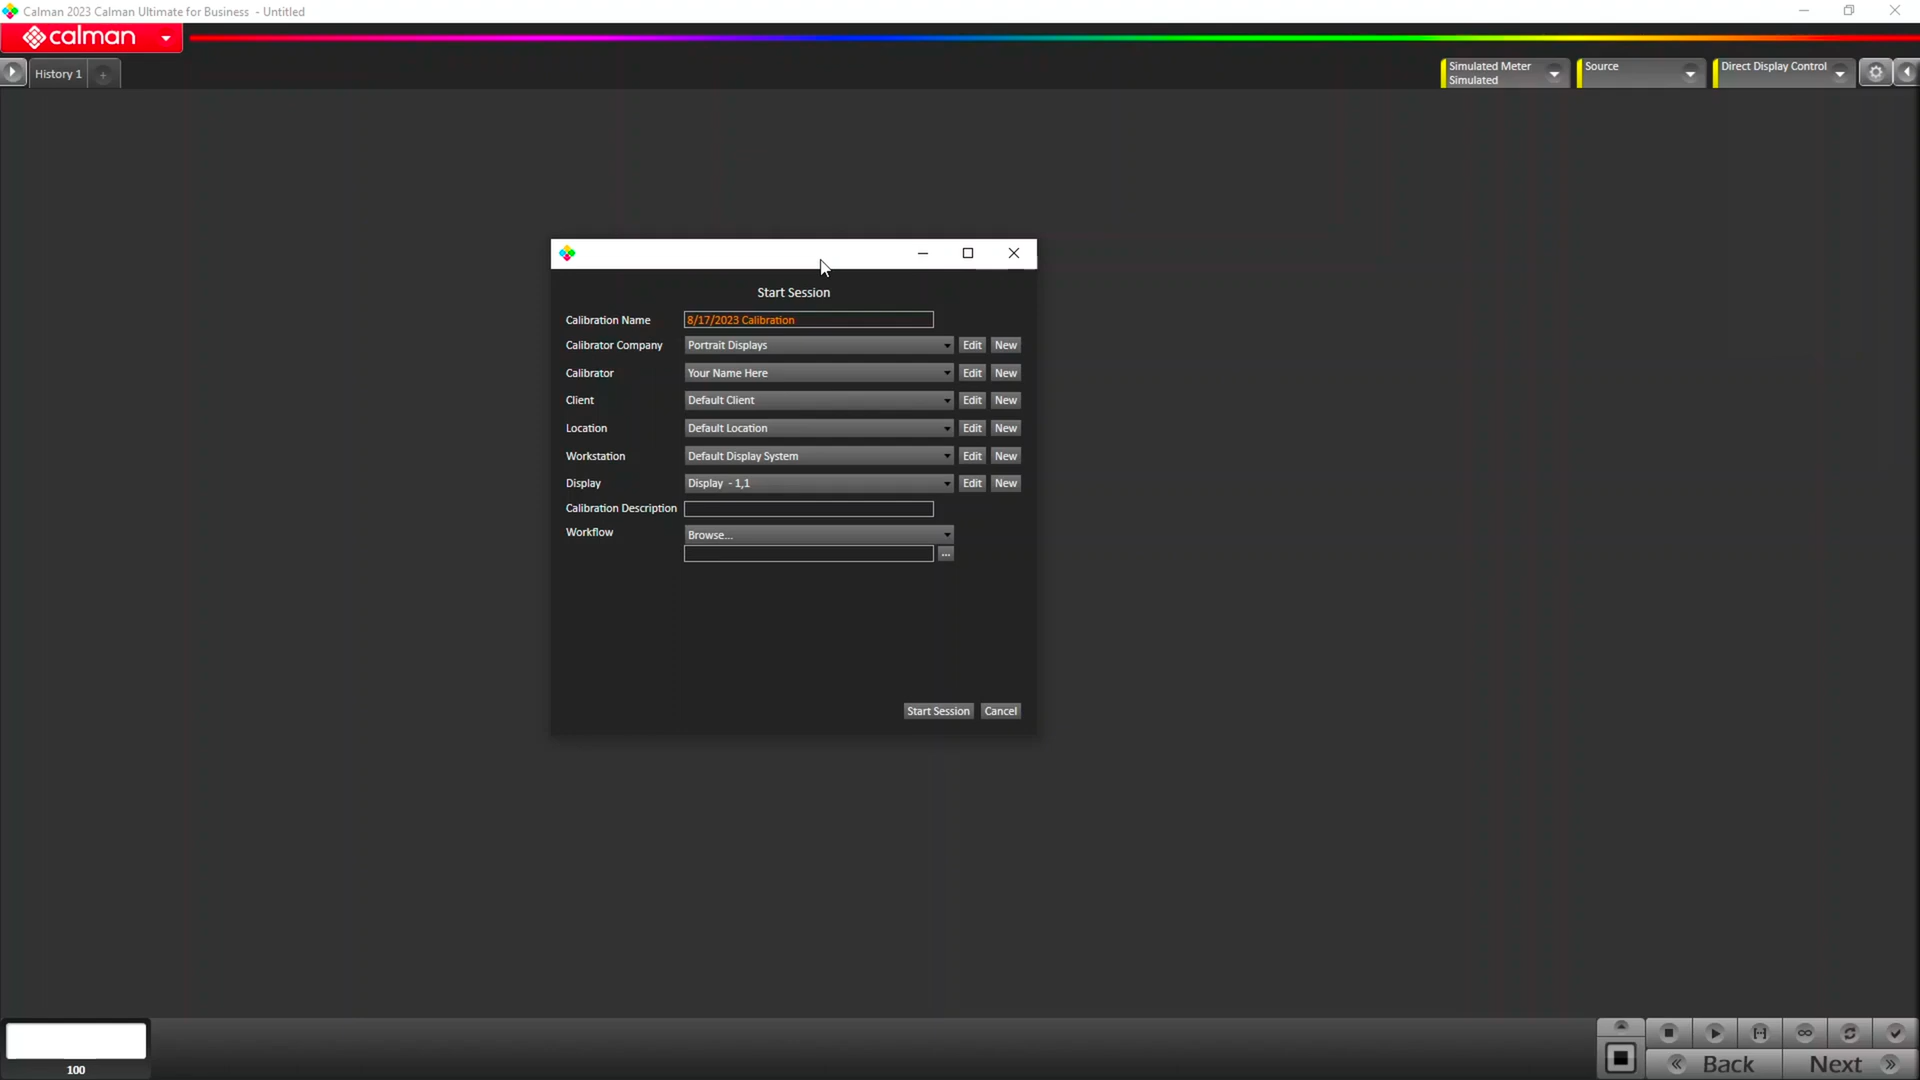 Calman 2023 Calman Ultimate for Business  - Untitled
calman
History 1
+
Simulated Meter
Simulated
Source
Direct Display Control
Start Session
Calibration Name
8/17/2023 Calibration
Calibrator Company
Portrait Displays
Edit
New
Calibrator
Your Name Here
Edit
New
Client
Default Client
Edit
New
Location
Default Location
Edit
New
Workstation
Default Display System
Edit
New
Display
Display  - 1,1
Edit
New
Calibration Description
Workflow
Browse...
...
Start Session
Cancel
100
Back
Next